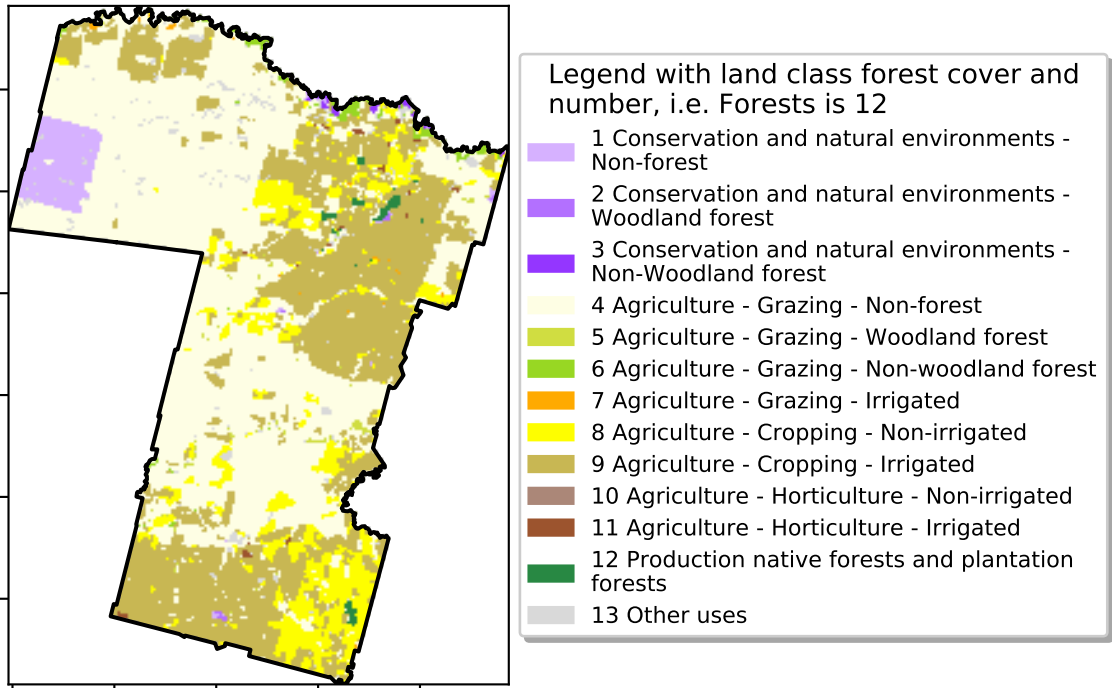 Legend with land class forest cover and
number, i.e. Forests is 12
1 Conservation and natural environments -
Non-forest
2 Conservation and natural environments -
Woodland forest
3 Conservation and natural environments -
Non-Woodland forest
4 Agriculture - Grazing - Non-forest
5 Agriculture - Grazing - Woodland forest
6 Agriculture - Grazing - Non-woodland forest
7 Agriculture - Grazing - Irrigated
8 Agriculture - Cropping - Non-irrigated
9 Agriculture - Cropping - Irrigated
10 Agriculture - Horticulture - Non-irrigated
11 Agriculture - Horticulture - Irrigated
12 Production native forests and plantation
forests
13 Other uses